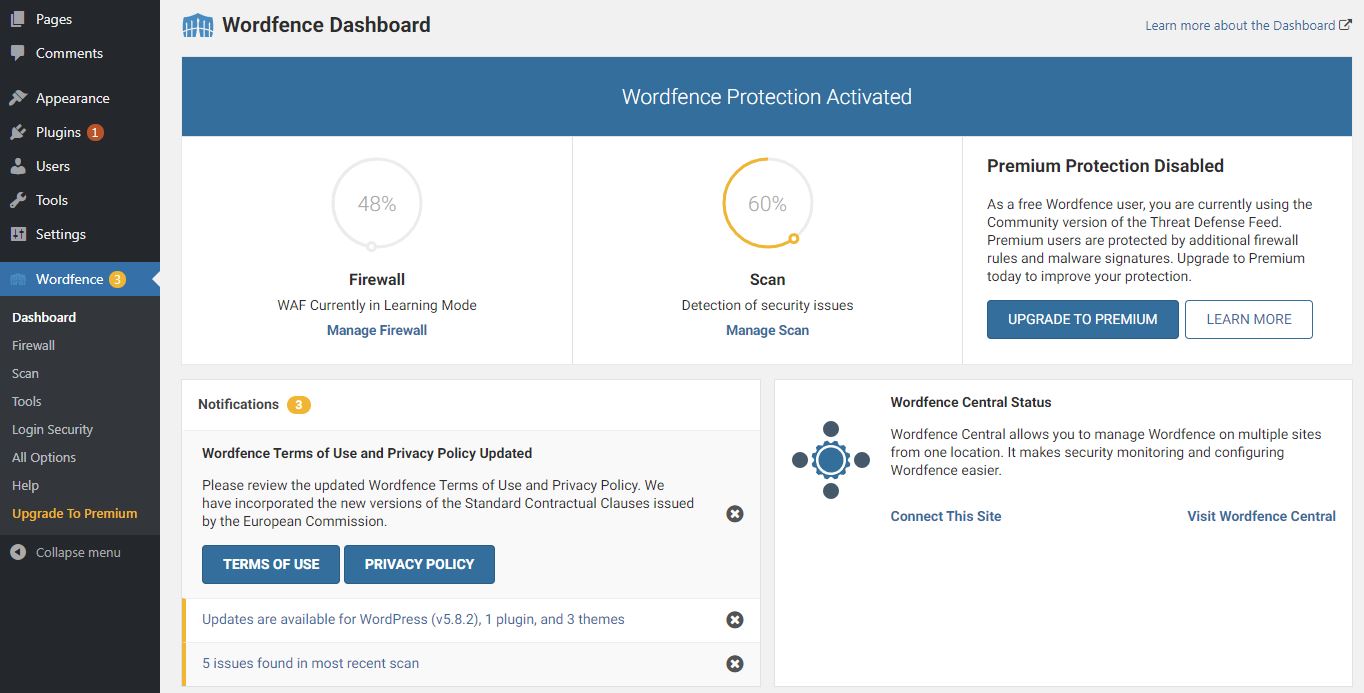 Pages
Comments
Appearance
Plugins 1
Users
Tools
Settings
Wordfence 3
Dashboard
Firewall
Scan
Tools
Login Security
All Options
Help
Upgrade To Premium
Collapse menu
Wordfence Dashboard
Learn more about the Dashboard
Wordfence Protection Activated
48%
Firewall
WAF Currently in Learning Mode
Manage Firewall
60%
Scan
Detection of security issues
Manage Scan
Premium Protection Disabled
As a free Wordfence user, you are currently using the
Community version of the Threat Defense Feed.
Premium users are protected by additional firewall
rules and malware signatures. Upgrade to Premium
today to improve your protection.
UPGRADE TO PREMIUM
LEARN MORE
Notifications 3
Wordfence Terms of Use and Privacy Policy Updated
Please review the updated Wordfence Terms of Use and Privacy Policy. We
have incorporated the new versions of the Standard Contractual Clauses issued
by the European Commission.
TERMS OF USE
PRIVACY POLICY
Updates are available for WordPress (v5.8.2), 1 plugin, and 3 themes
5 issues found in most recent scan
Wordfence Central Status
Wordfence Central allows you to manage Wordfence on multiple sites
from one location. It makes security monitoring and configuring
Wordfence easier.
Connect This Site
Visit Wordfence Central